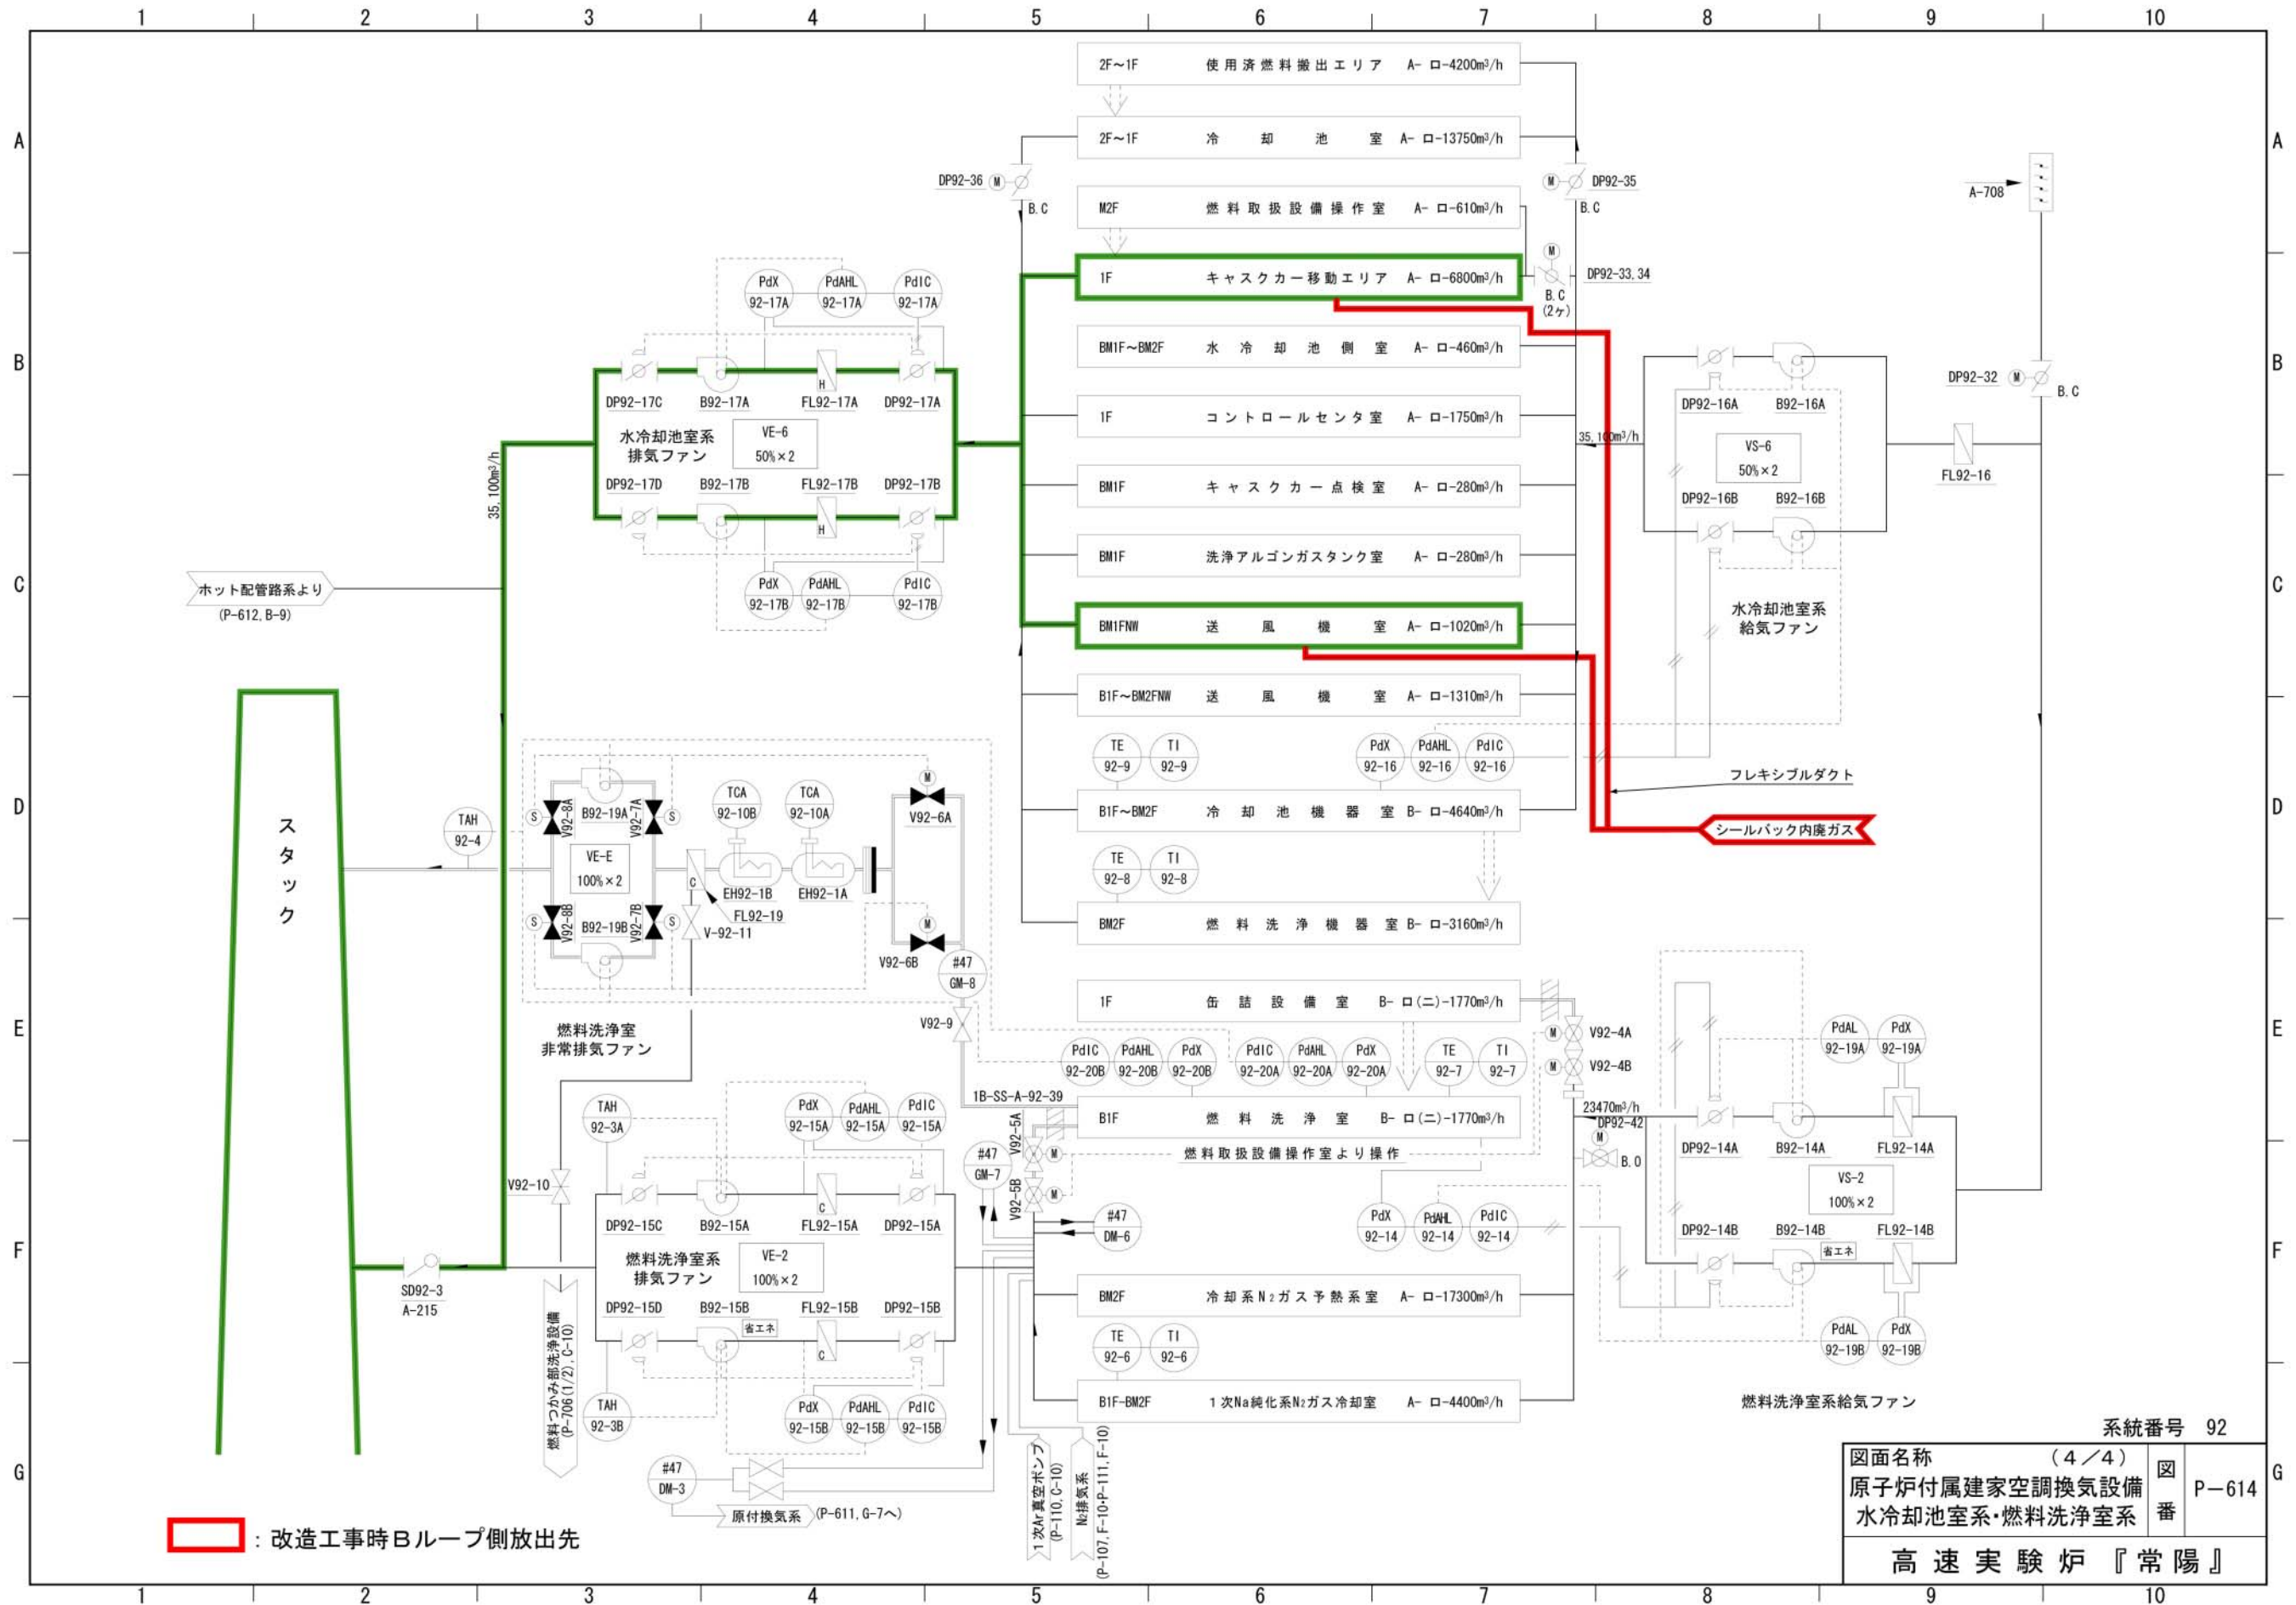 1 2 3 4 5 6 7 8 9 10
A
B
C
D
E
F
G
2F～1F 使用済燃料搬出エリア A- ロ-4200m³/h
2F～1F 冷却池室 A- ロ-13750m³/h
DP92-36 M
B.C
M DP92-35
B.C
M2F 燃料取扱設備操作室 A- ロ-610m³/h
A-708
1F キャスクカー移動エリア A- ロ-6800m³/h
M
DP92-33,34
B.C
(2ケ)
BM1F～BM2F 水冷却池側室 A- ロ-460m³/h
1F コントロールセンタ室 A- ロ-1750m³/h
BM1F キャスクカー点検室 A- ロ-280m³/h
BM1F 洗浄アルゴンガスタンク室 A- ロ-280m³/h
BM1FNW 送風機室 A- ロ-1020m³/h
B1F～BM2FNW 送風機室 A- ロ-1310m³/h
PdX 92-17A
PdAHL 92-17A
PdIC 92-17A
DP92-17C B92-17A FL92-17A DP92-17A
H
水冷却池室系
排気ファン
VE-6
50%×2
DP92-17D B92-17B FL92-17B DP92-17B
H
PdX 92-17B
PdAHL 92-17B
PdIC 92-17B
35,100m³/h
ホット配管路系より
(P-612,B-9)
35,100m³/h
DP92-16A B92-16A
VS-6
50%×2
DP92-16B B92-16B
水冷却池室系
給気ファン
DP92-32 M
B.C
FL92-16
TE 92-9
TI 92-9
PdX 92-16
PdAHL 92-16
PdIC 92-16
B1F～BM2F 冷却池機器室 B- ロ-4640m³/h
TE 92-8
TI 92-8
BM2F 燃料洗浄機器室 B- ロ-3160m³/h
フレキシブルダクト
シールバック内廃ガス
スタック
TAH 92-4
S V92-8A B92-19A V92-7A S
VE-E
100%×2
S V92-8B B92-19B V92-7B S
TCA 92-10B
TCA 92-10A
C
EH92-1B EH92-1A
FL92-19
V-92-11
M
V92-6A
M
V92-6B
#47 GM-8
V92-9
燃料洗浄室
非常排気ファン
1F 缶詰設備室 B- ロ(ニ)-1770m³/h
M V92-4A
M V92-4B
PdIC 92-20B
PdAHL 92-20B
PdX 92-20B
PdIC 92-20A
PdAHL 92-20A
PdX 92-20A
TE 92-7
TI 92-7
1B-SS-A-92-39
B1F 燃料洗浄室 B- ロ(ニ)-1770m³/h
V92-5A M
V92-5B M
燃料取扱設備操作室より操作
23470m³/h
DP92-42
M
B.O
PdAL 92-19A
PdX 92-19A
DP92-14A B92-14A FL92-14A
VS-2
100%×2
DP92-14B B92-14B FL92-14B
省エネ
PdAL 92-19B
PdX 92-19B
燃料洗浄室系給気ファン
TAH 92-3A
PdX 92-15A
PdAHL 92-15A
PdIC 92-15A
V92-10
DP92-15C B92-15A FL92-15A DP92-15A
C
燃料洗浄室系
排気ファン
VE-2
100%×2
DP92-15D B92-15B FL92-15B DP92-15B
省エネ
C
TAH 92-3B
PdX 92-15B
PdAHL 92-15B
PdIC 92-15B
#47 GM-7
#47 DM-6
PdX 92-14
PdAHL 92-14
PdIC 92-14
BM2F 冷却系N₂ガス予熱系室 A- ロ-17300m³/h
TE 92-6
TI 92-6
B1F-BM2F 1次Na純化系N₂ガス冷却室 A- ロ-4400m³/h
SD92-3
A-215
燃料つかみ部洗浄設備
(P-706(1/2),C-10)
#47 DM-3
原付換気系 (P-611,G-7へ)
1次Ar真空ポンプ
(P-110,C-10)
N₂排気系
(P-107,F-10・P-111,F-10)
：改造工事時Bループ側放出先
系統番号 92
図面名称 (4／4)
原子炉付属建家空調換気設備
水冷却池室系・燃料洗浄室系
図番
P－614
高速実験炉『常陽』
A
B
C
D
E
F
G
1 2 3 4 5 6 7 8 9 10